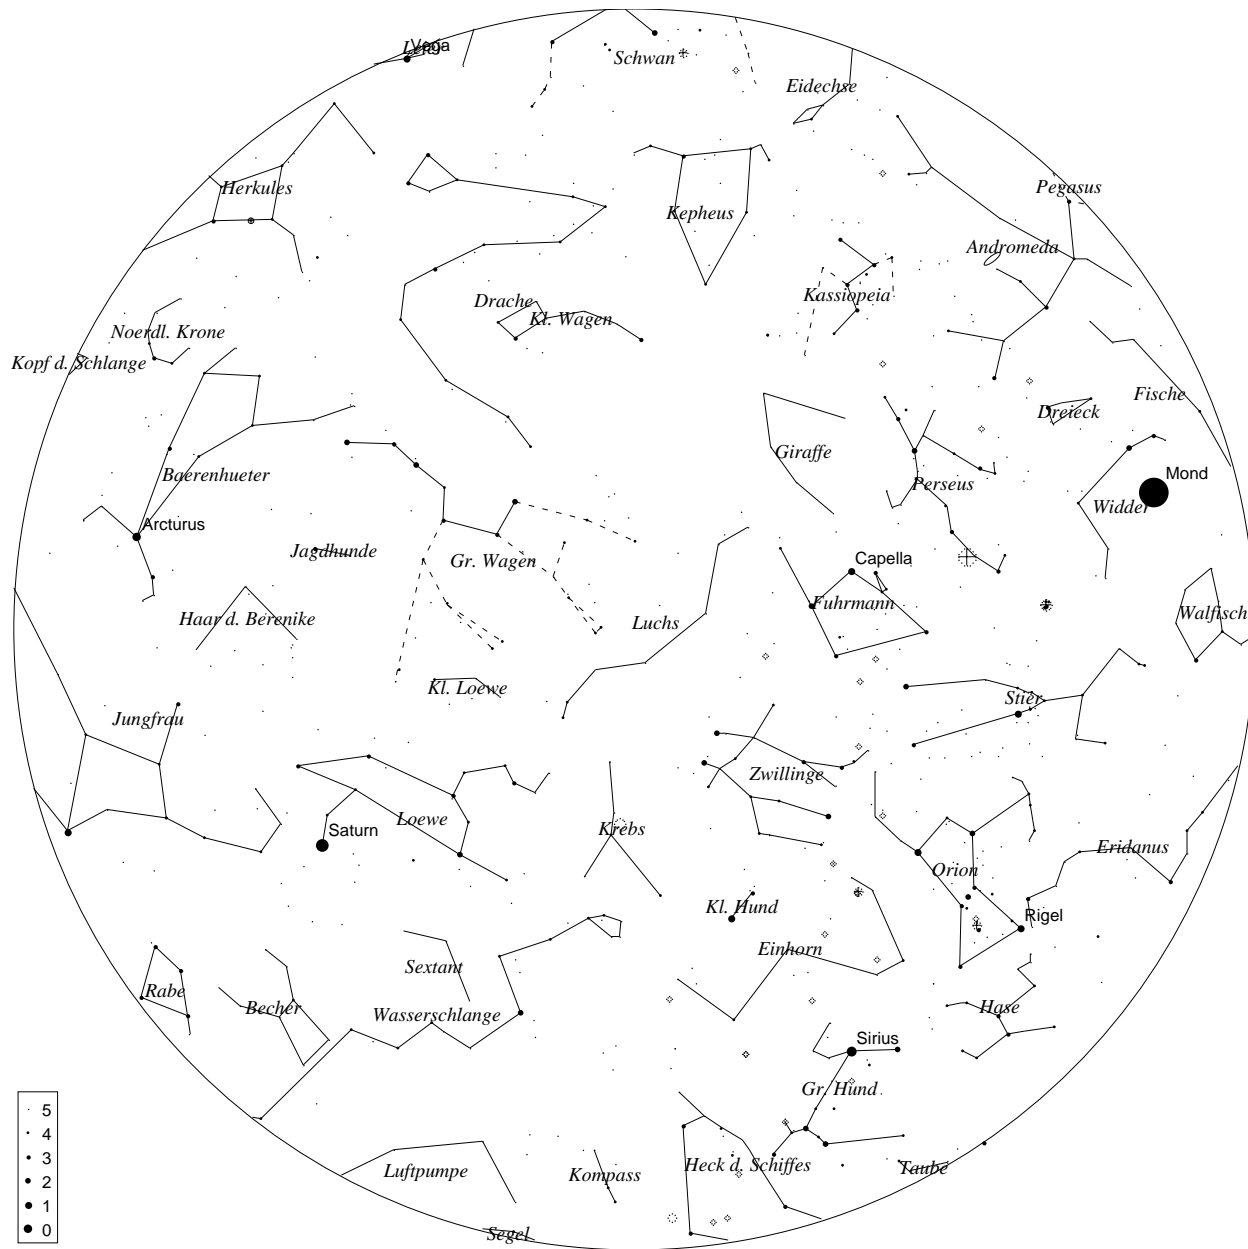 Vega
Schwan
Eidechse
Herkules
Pegasus
Kepheus
Andromeda
Kassiopeia
Drache
Kl. Wagen
Noerdl. Krone
Kopf d. Schlange
Fische
Dreieck
Giraffe
Baerenhueter
Perseus
Mond
Widder
Arcturus
Jagdhunde
Gr. Wagen
Capella
Fuhrmann
Haar d. Berenike
Luchs
Walfisch
Kl. Loewe
Stier
Jungfrau
Zwillinge
Loewe
Saturn
Krebs
Eridanus
Orion
Kl. Hund
Rigel
Einhorn
Sextant
Rabe
Becher
Wasserschlange
Hase
Sirius
Gr. Hund
5
4
3
2
1
0
Luftpumpe
Kompass
Heck d. Schiffes
Taube
Segel